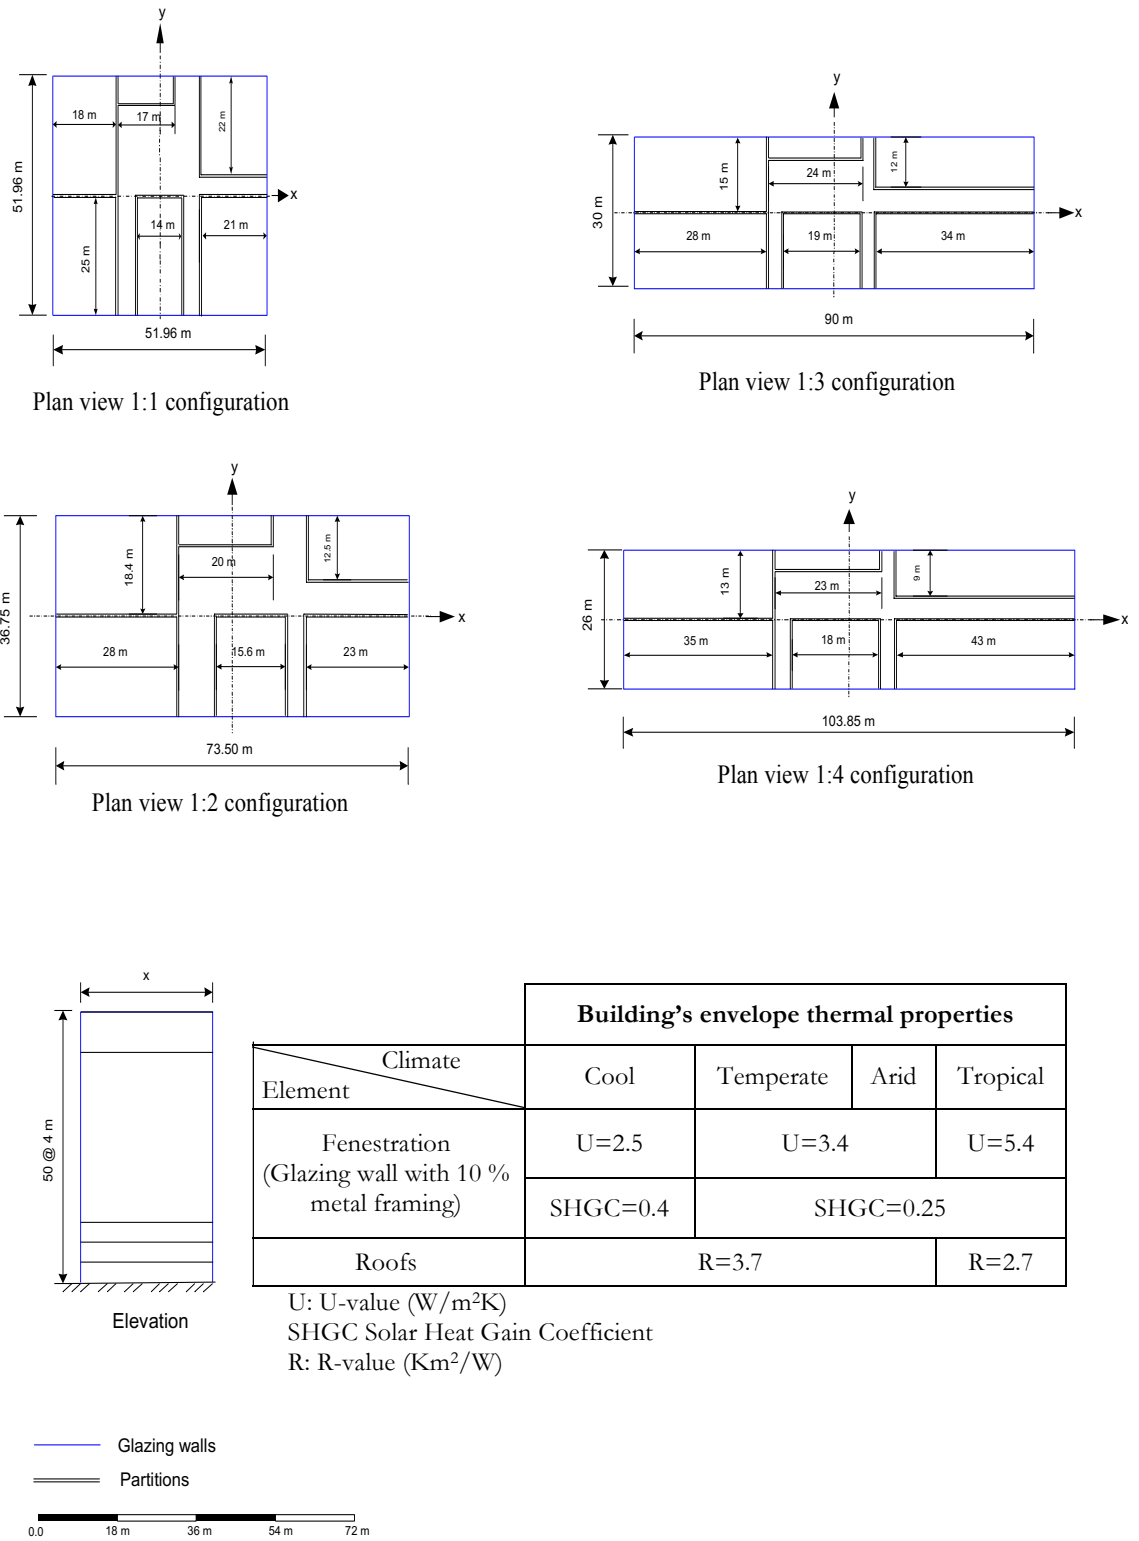 y
18 m
17 m
22 m
51.96 m
x
14 m
21 m
25 m
51.96 m
Plan view 1:1 configuration
y
15 m
24 m
12 m
30 m
x
28 m
19 m
34 m
90 m
Plan view 1:3 configuration
y
18.4 m
20 m
12.5 m
36.75 m
x
28 m
15.6 m
23 m
73.50 m
Plan view 1:2 configuration
y
13 m
23 m
9 m
26 m
x
35 m
18 m
43 m
103.85 m
Plan view 1:4 configuration
x
50 @ 4 m
Elevation
Building's envelope thermal properties
Climate
Element
Cool
Temperate
Arid
Tropical
Fenestration
(Glazing wall with 10 %
metal framing)
U=2.5
U=3.4
U=5.4
SHGC=0.4
SHGC=0.25
Roofs
R=3.7
R=2.7
U: U-value (W/m²K)
SHGC Solar Heat Gain Coefficient
R: R-value (Km²/W)
Glazing walls
Partitions
0.0 18 m 36 m 54 m 72 m